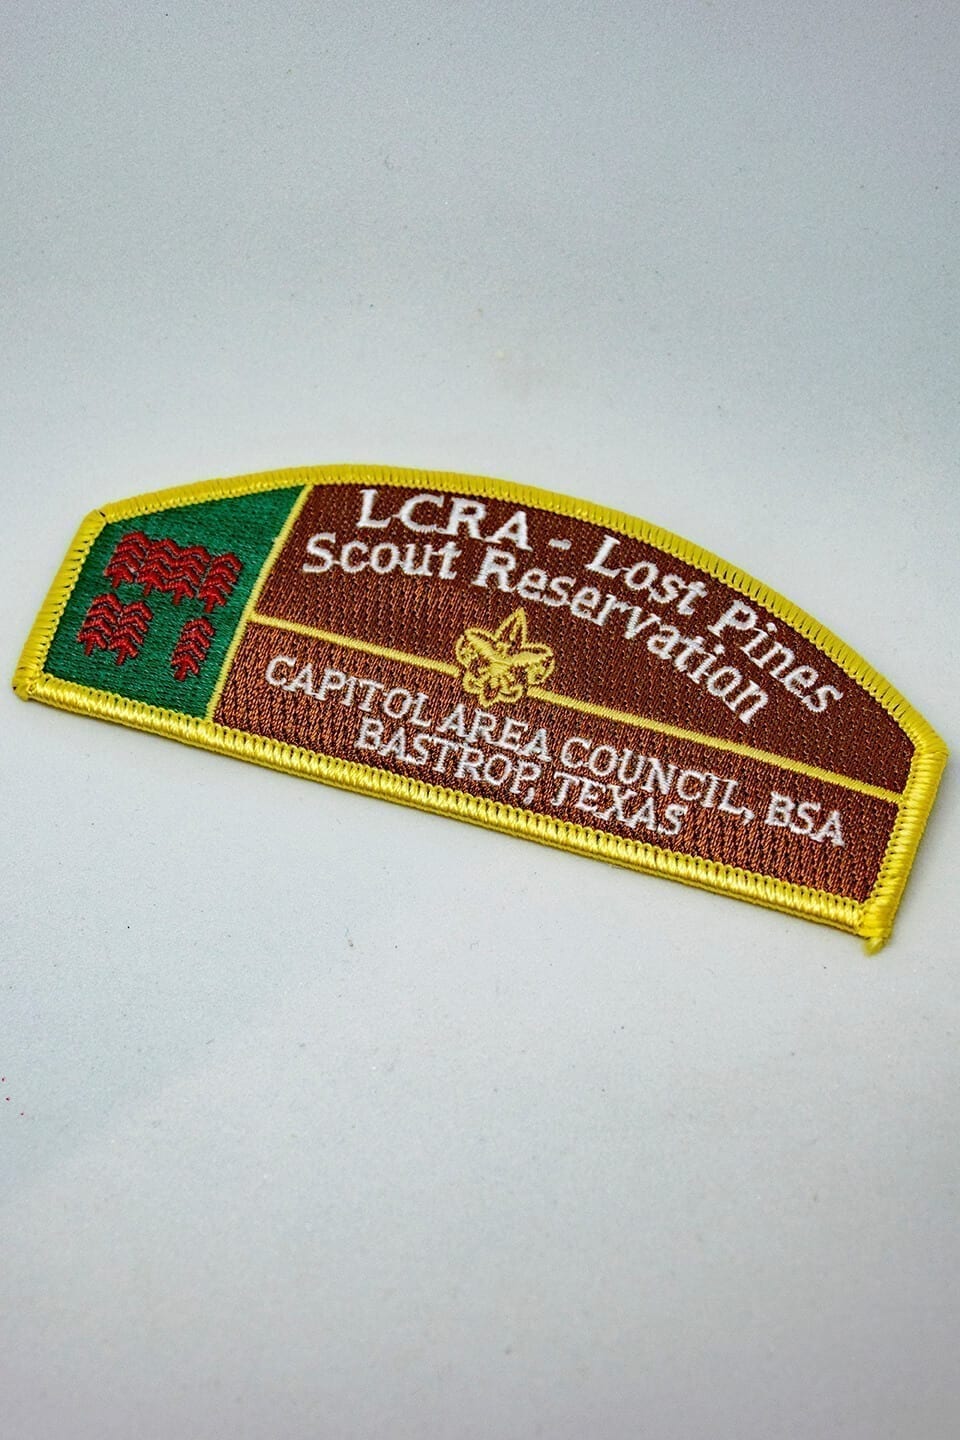 LCRA - Lost Pines
Scout Reservation
CAPITOL AREA COUNCIL, BSA
BASTROP, TEXAS